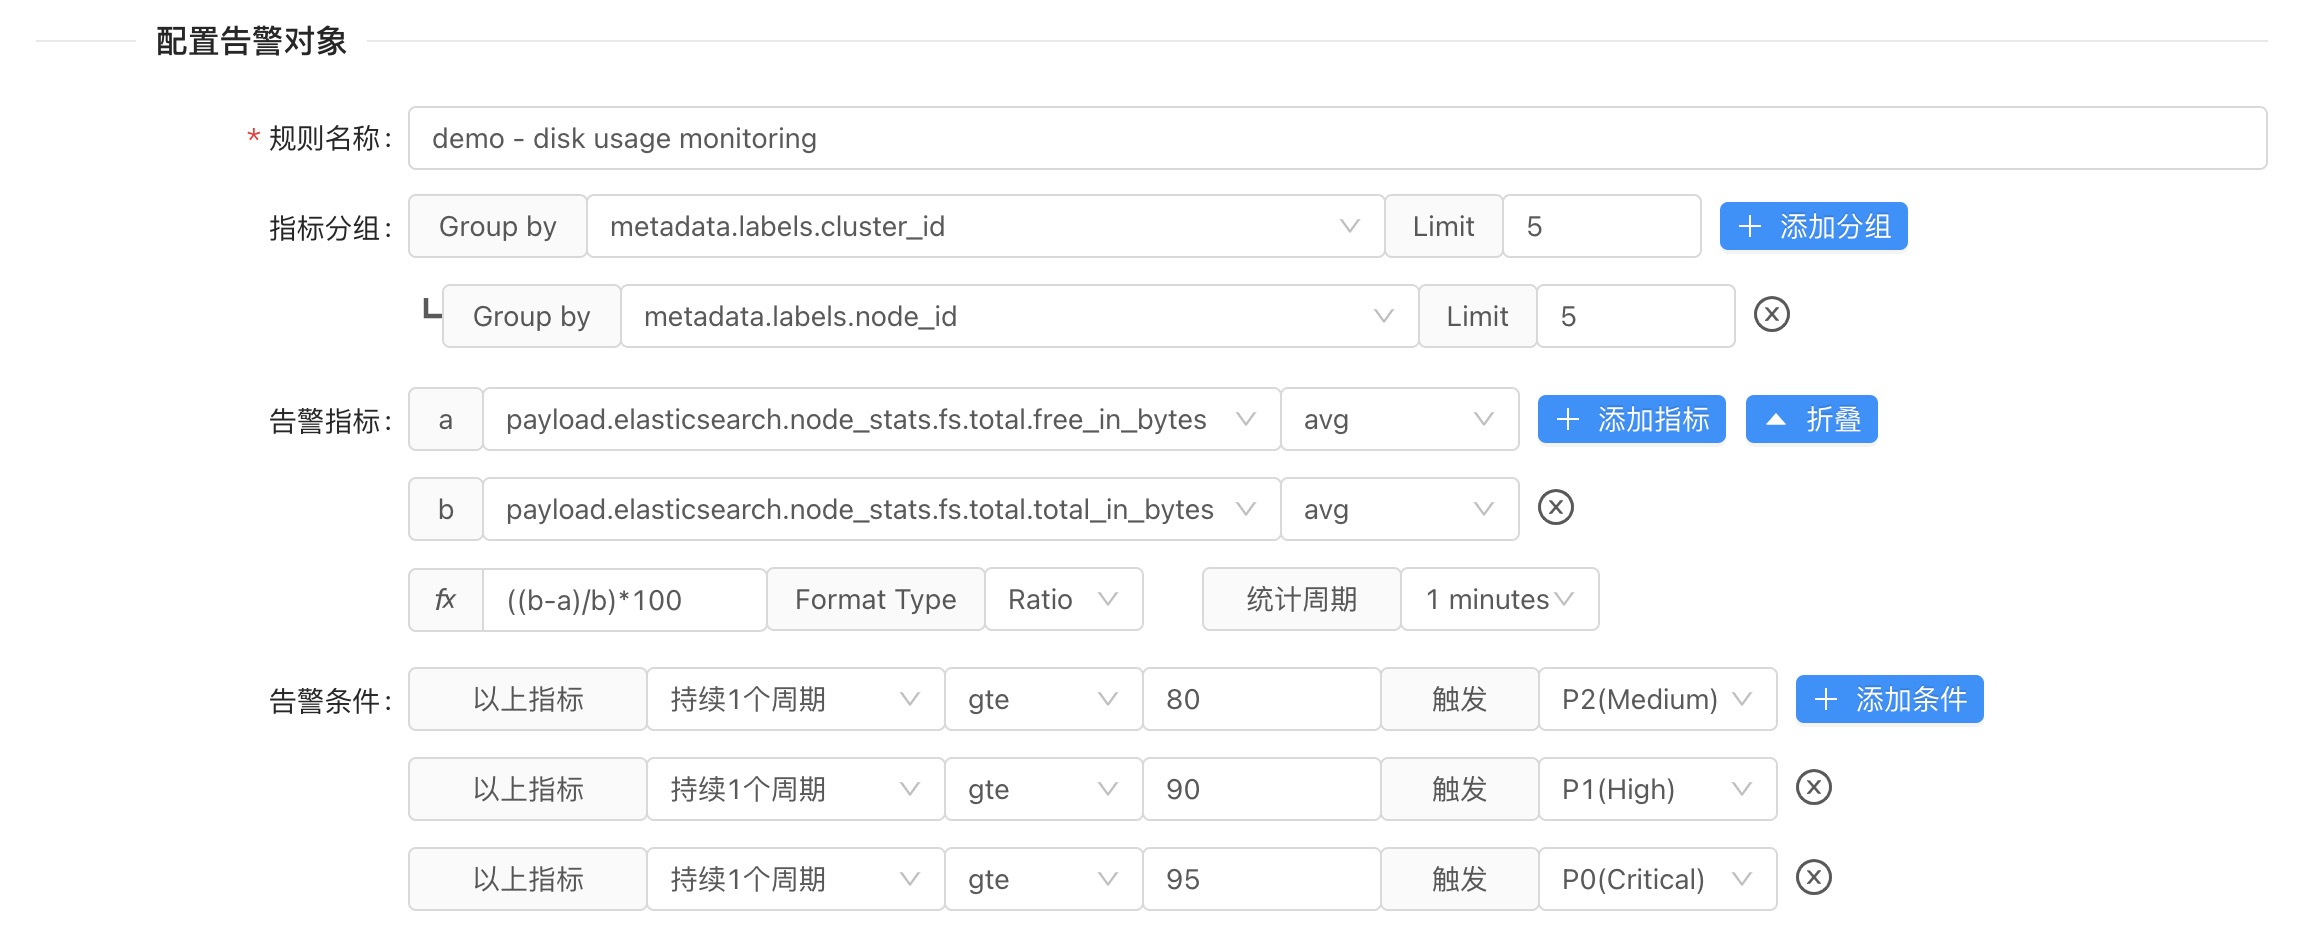 配置告警对象
* 规则名称: demo - disk usage monitoring
指标分组: Group by metadata.labels.cluster_id Limit 5 添加分组
Group by metadata.labels.node_id Limit 5
告警指标: a payload.elasticsearch.node_stats.fs.total.free_in_bytes avg 添加指标 折叠
b payload.elasticsearch.node_stats.fs.total.total_in_bytes avg
fx ((b-a)/b)*100 Format Type Ratio 统计周期 1 minutes
告警条件: 以上指标 持续1个周期 gte 80 触发 P2(Medium) 添加条件
以上指标 持续1个周期 gte 90 触发 P1(High)
以上指标 持续1个周期 gte 95 触发 P0(Critical)